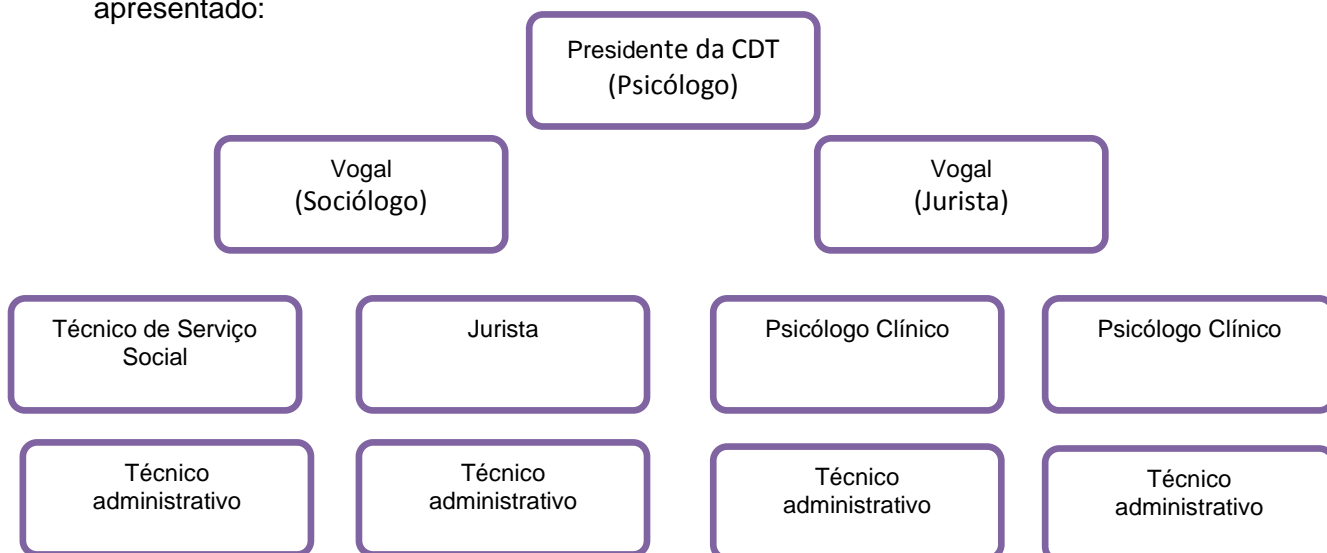 apresentado:
Presidente da CDT
(Psicólogo)
Vogal
(Sociólogo)
Vogal
(Jurista)
Técnico de Serviço
Social
Jurista
Psicólogo Clínico
Psicólogo Clínico
Técnico
administrativo
Técnico
administrativo
Técnico
administrativo
Técnico
administrativo